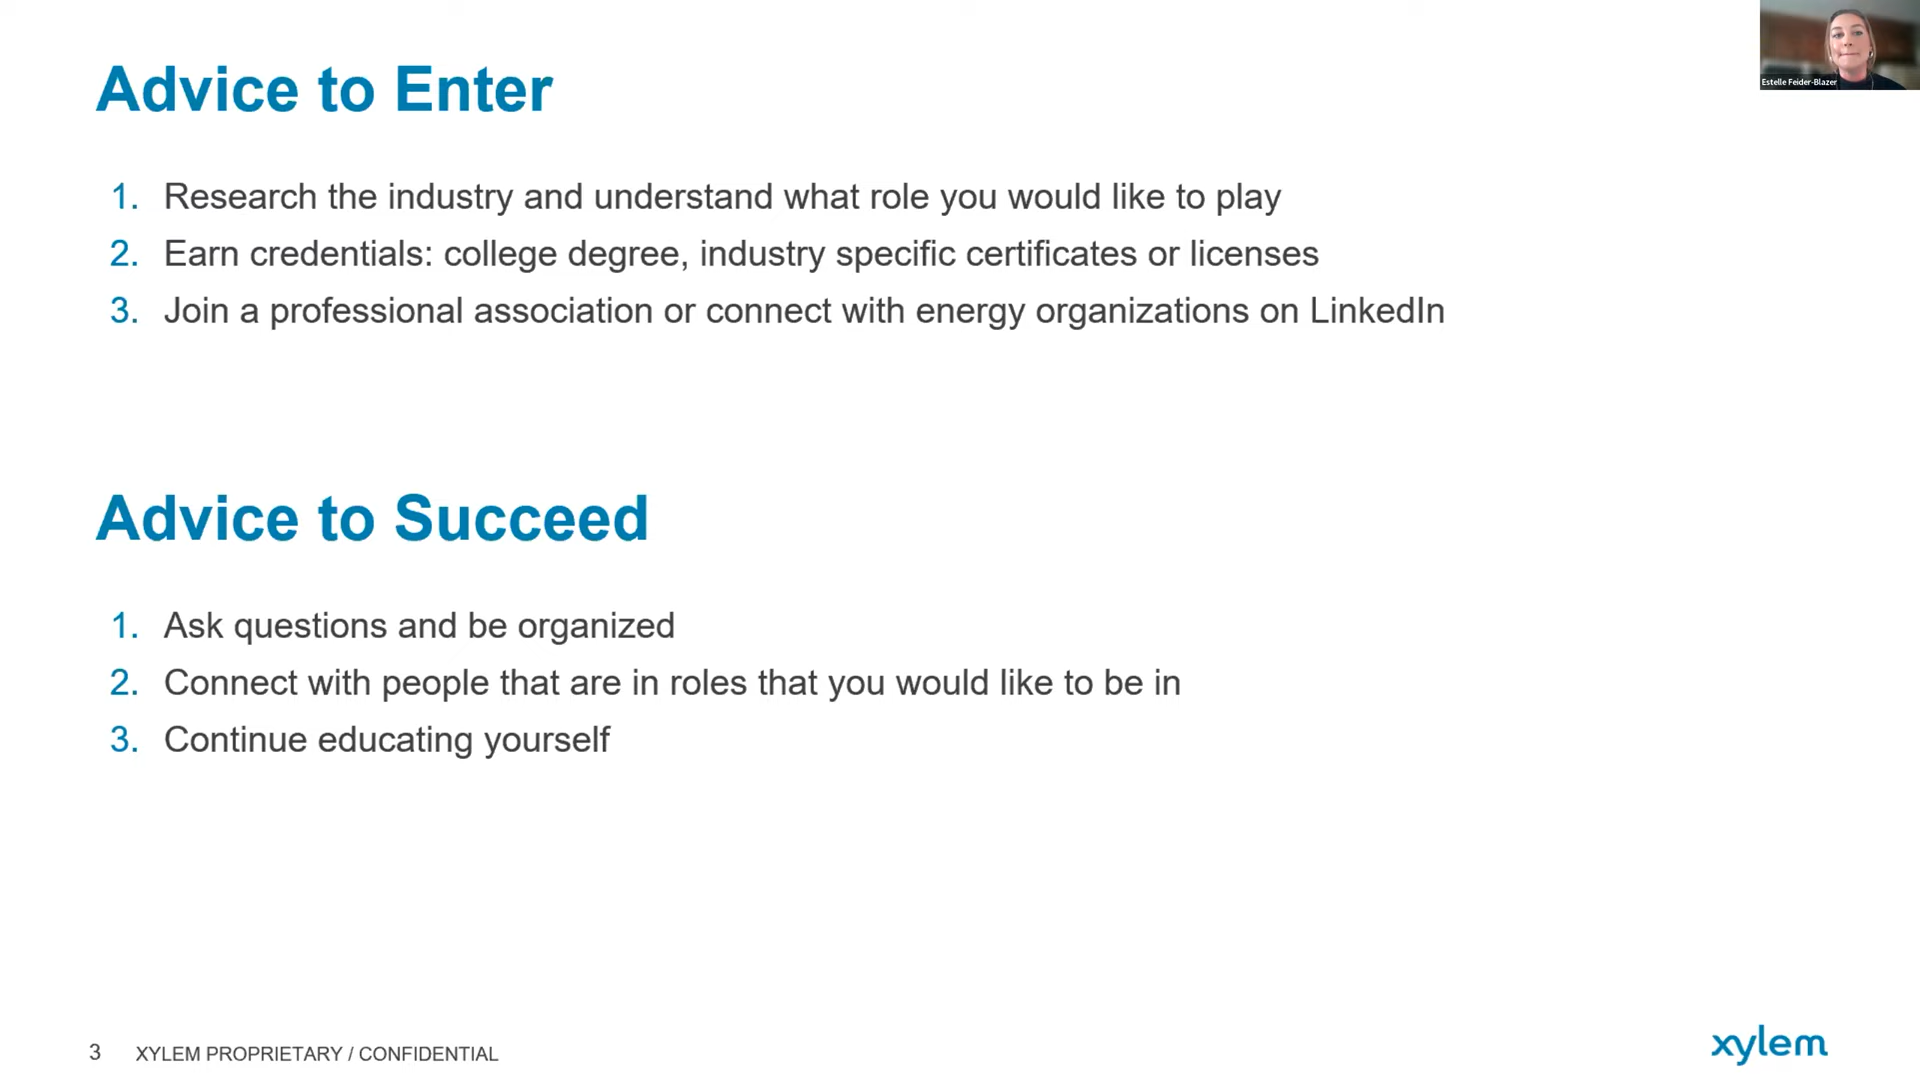 Advice to Enter
1. Research the industry and understand what role you would like to play
2. Earn credentials: college degree, industry specific certificates or licenses
3. Join a professional association or connect with energy organizations on LinkedIn
Estelle Feider-Blazer
Advice to Succeed
1. Ask questions and be organized
2. Connect with people that are in roles that you would like to be in
3. Continue educating yourself
3 XYLEM PROPRIETARY / CONFIDENTIAL
xylem